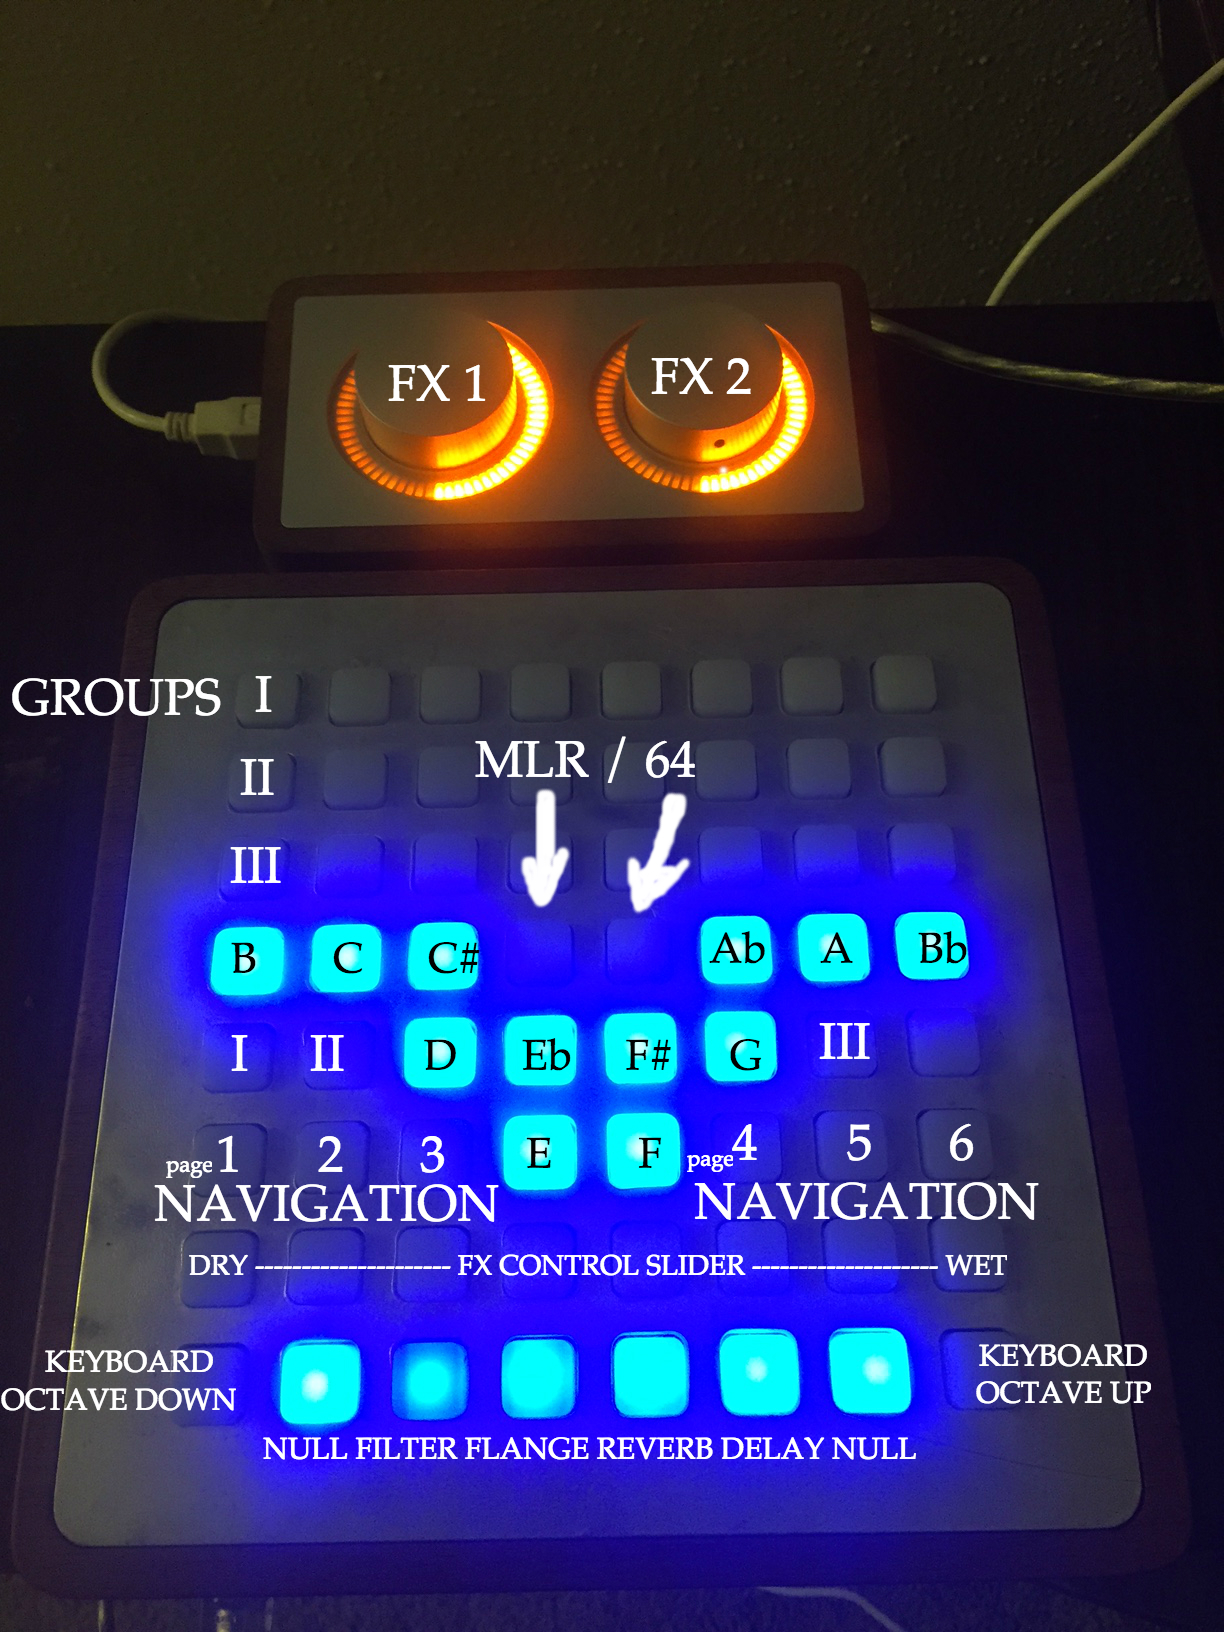 FX 1 FX 2
GROUPS I
MLR / 64
II
III
B C C# Ab A Bb
I II D Eb F# G III
page 1 2 3 E F page 4 5 6
NAVIGATION NAVIGATION
DRY --------------------- FX CONTROL SLIDER -------------------- WET
KEYBOARD
OCTAVE DOWN
KEYBOARD
OCTAVE UP
NULL FILTER FLANGE REVERB DELAY NULL